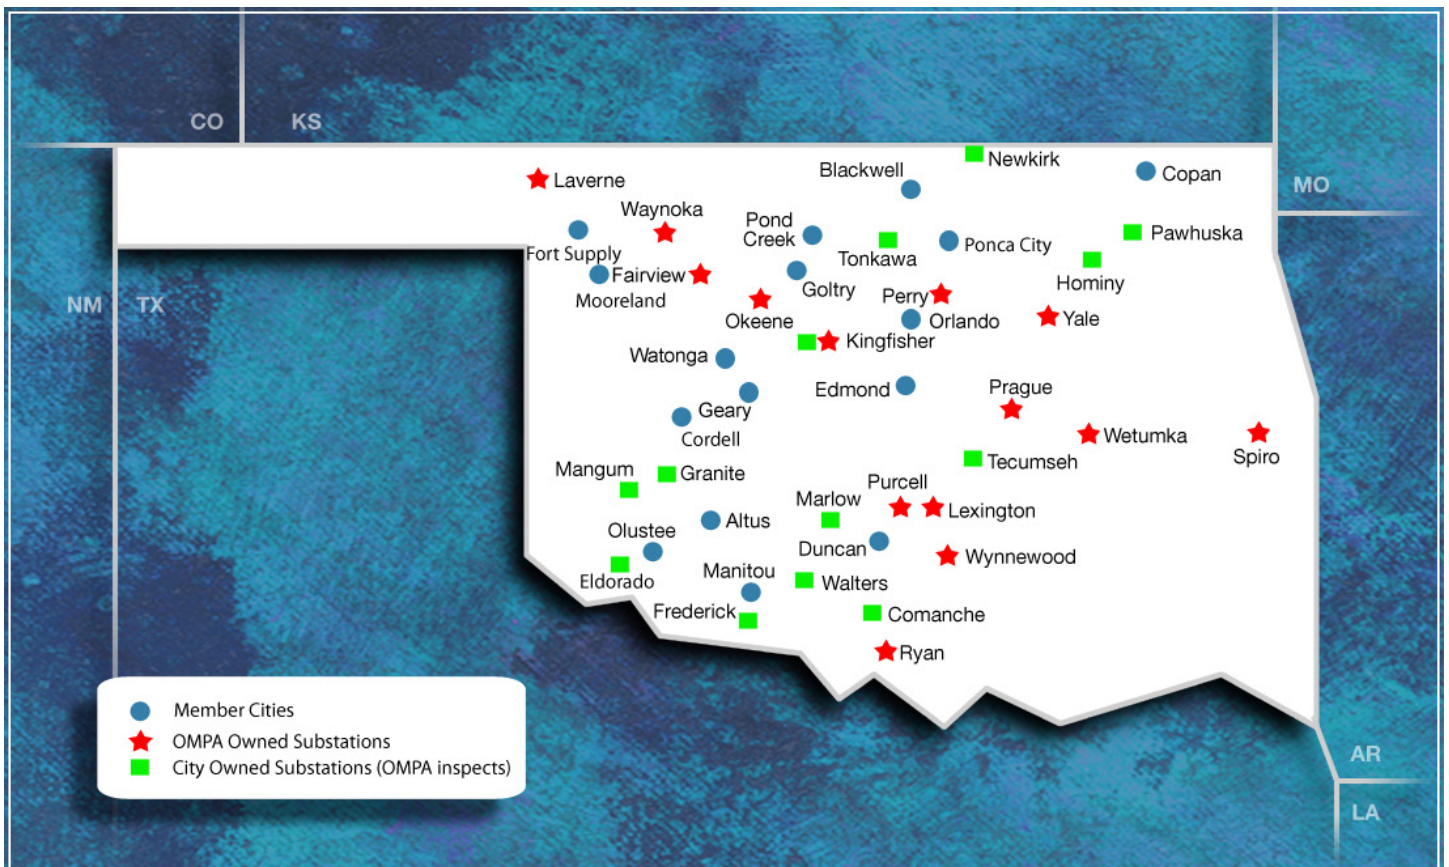 CO
KS
MO
NM
TX
AR
LA
Laverne
Waynoka
Fort Supply
Mooreland
Fairview
Pond
Creek
Goltry
Okeene
Blackwell
Newkirk
Copan
Tonkawa
Ponca City
Pawhuska
Hominy
Perry
Orlando
Yale
Kingfisher
Watonga
Geary
Cordell
Edmond
Prague
Wetumka
Spiro
Tecumseh
Mangum
Granite
Purcell
Lexington
Marlow
Altus
Olustee
Duncan
Wynnewood
Eldorado
Manitou
Walters
Frederick
Comanche
Ryan
Member Cities
OMPA Owned Substations
City Owned Substations (OMPA inspects)